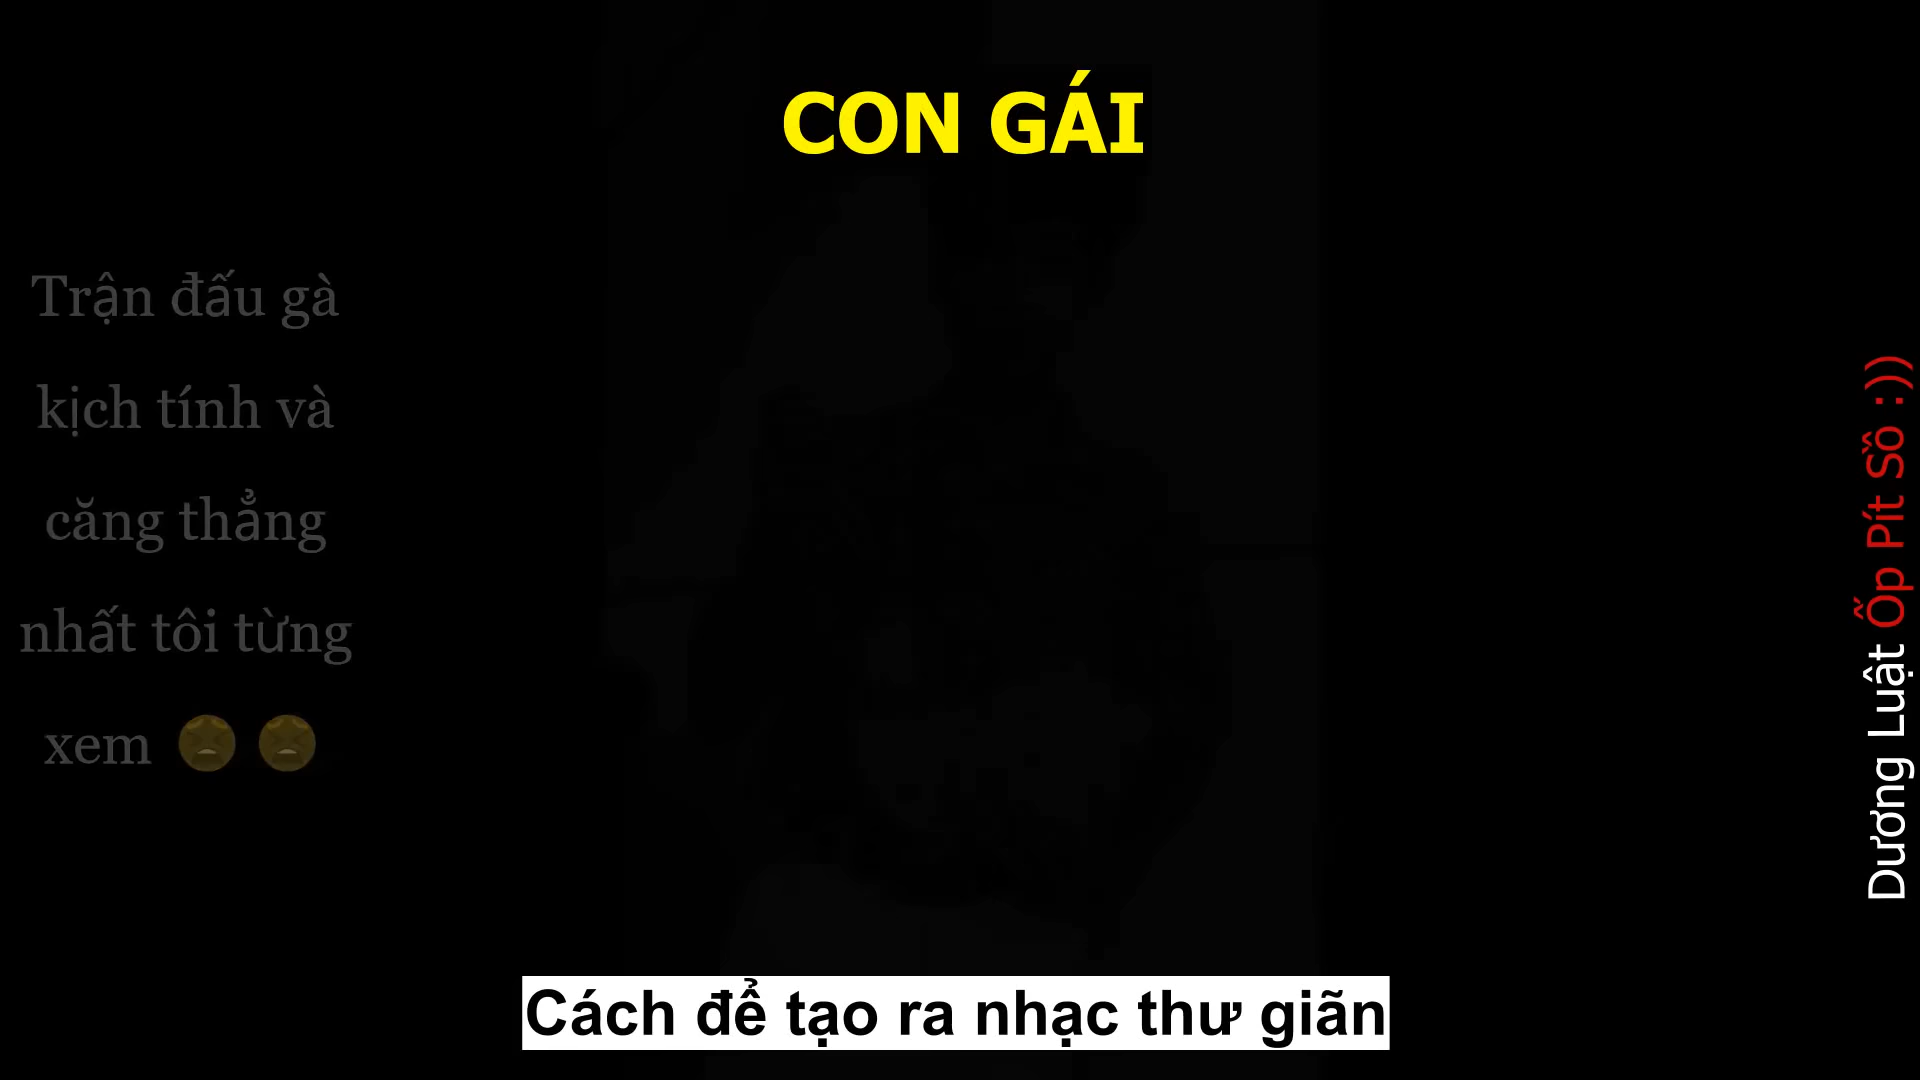 CON GÁI
Trận đấu gà
kịch tính và
căng thẳng
nhất tôi từng
xem 😫 😫
Dương Luật Ốp Pít Sồ :))
Cách để tạo ra nhạc thư giãn